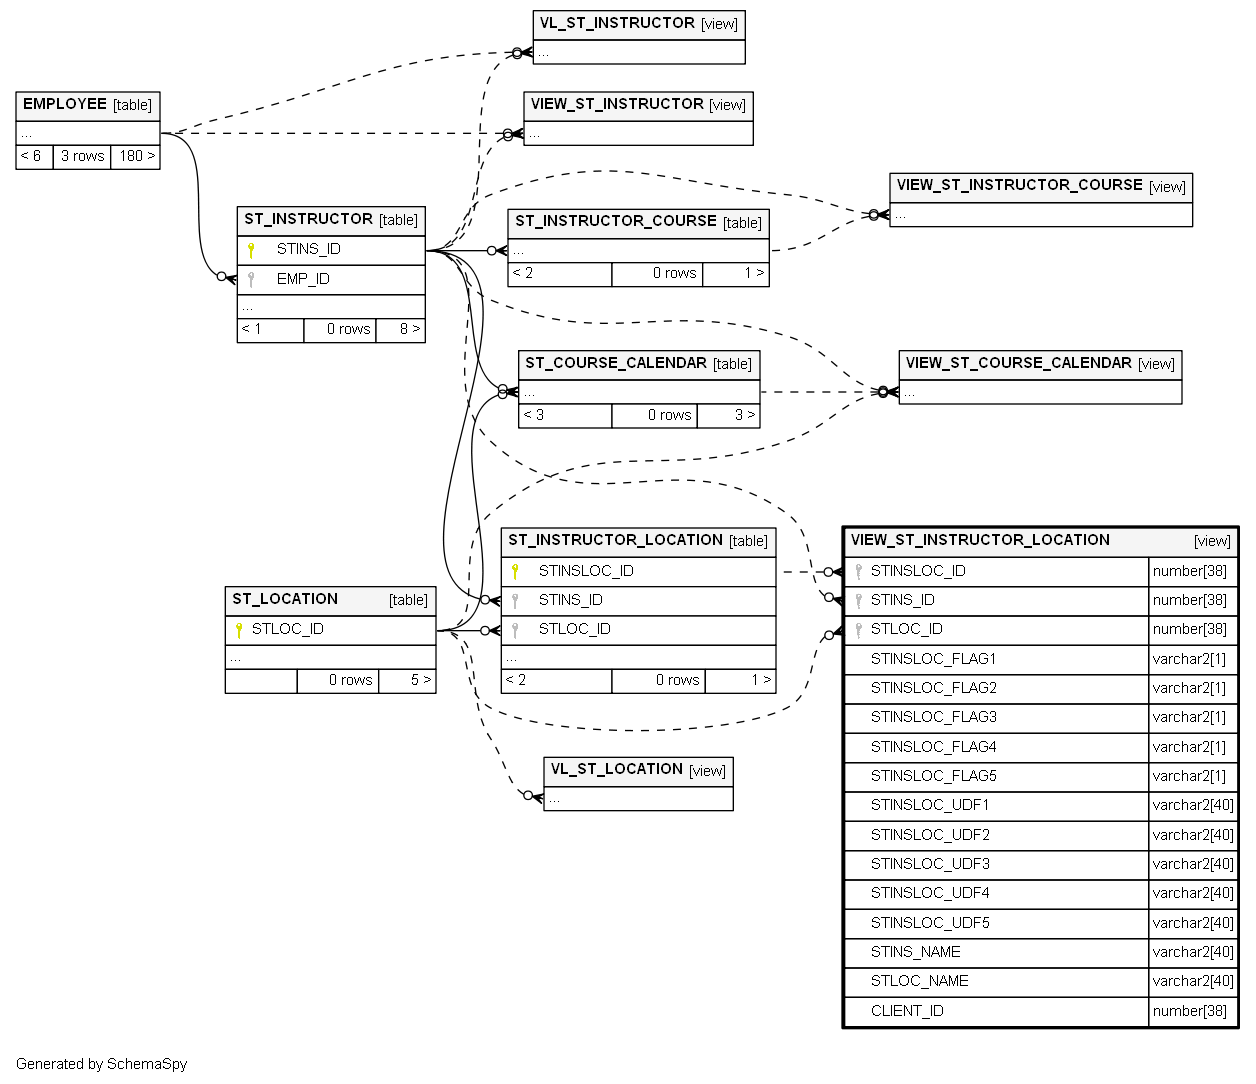 VL_ST_INSTRUCTOR [view]
...
EMPLOYEE [table]
...
< 6 3 rows 180 >
VIEW_ST_INSTRUCTOR [view]
...
VIEW_ST_INSTRUCTOR_COURSE [view]
...
ST_INSTRUCTOR [table]
STINS_ID
EMP_ID
...
< 1 0 rows 8 >
ST_INSTRUCTOR_COURSE [table]
...
< 2 0 rows 1 >
ST_COURSE_CALENDAR [table]
...
< 3 0 rows 3 >
VIEW_ST_COURSE_CALENDAR [view]
...
ST_INSTRUCTOR_LOCATION [table]
STINSLOC_ID
STINS_ID
STLOC_ID
...
< 2 0 rows 1 >
ST_LOCATION [table]
STLOC_ID
...
0 rows 5 >
VL_ST_LOCATION [view]
...
VIEW_ST_INSTRUCTOR_LOCATION [view]
STINSLOC_ID number[38]
STINS_ID number[38]
STLOC_ID number[38]
STINSLOC_FLAG1 varchar2[1]
STINSLOC_FLAG2 varchar2[1]
STINSLOC_FLAG3 varchar2[1]
STINSLOC_FLAG4 varchar2[1]
STINSLOC_FLAG5 varchar2[1]
STINSLOC_UDF1 varchar2[40]
STINSLOC_UDF2 varchar2[40]
STINSLOC_UDF3 varchar2[40]
STINSLOC_UDF4 varchar2[40]
STINSLOC_UDF5 varchar2[40]
STINS_NAME varchar2[40]
STLOC_NAME varchar2[40]
CLIENT_ID number[38]
Generated by SchemaSpy